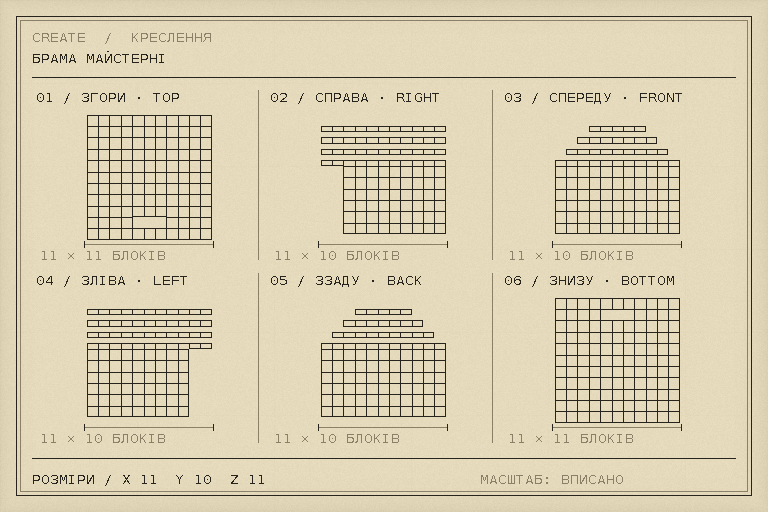 CREATE / КРЕСЛЕННЯ
БРАМА МАЙСТЕРНІ
01 / ЗГОРИ · TOP
02 / СПРАВА · RIGHT
03 / СПЕРЕДУ · FRONT
11 × 11 БЛОКІВ
11 × 10 БЛОКІВ
11 × 10 БЛОКІВ
04 / ЗЛІВА · LEFT
05 / ЗЗАДУ · BACK
06 / ЗНИЗУ · BOTTOM
11 × 10 БЛОКІВ
11 × 10 БЛОКІВ
11 × 11 БЛОКІВ
РОЗМІРИ / X 11 Y 10 Z 11
МАСШТАБ: ВПИСАНО